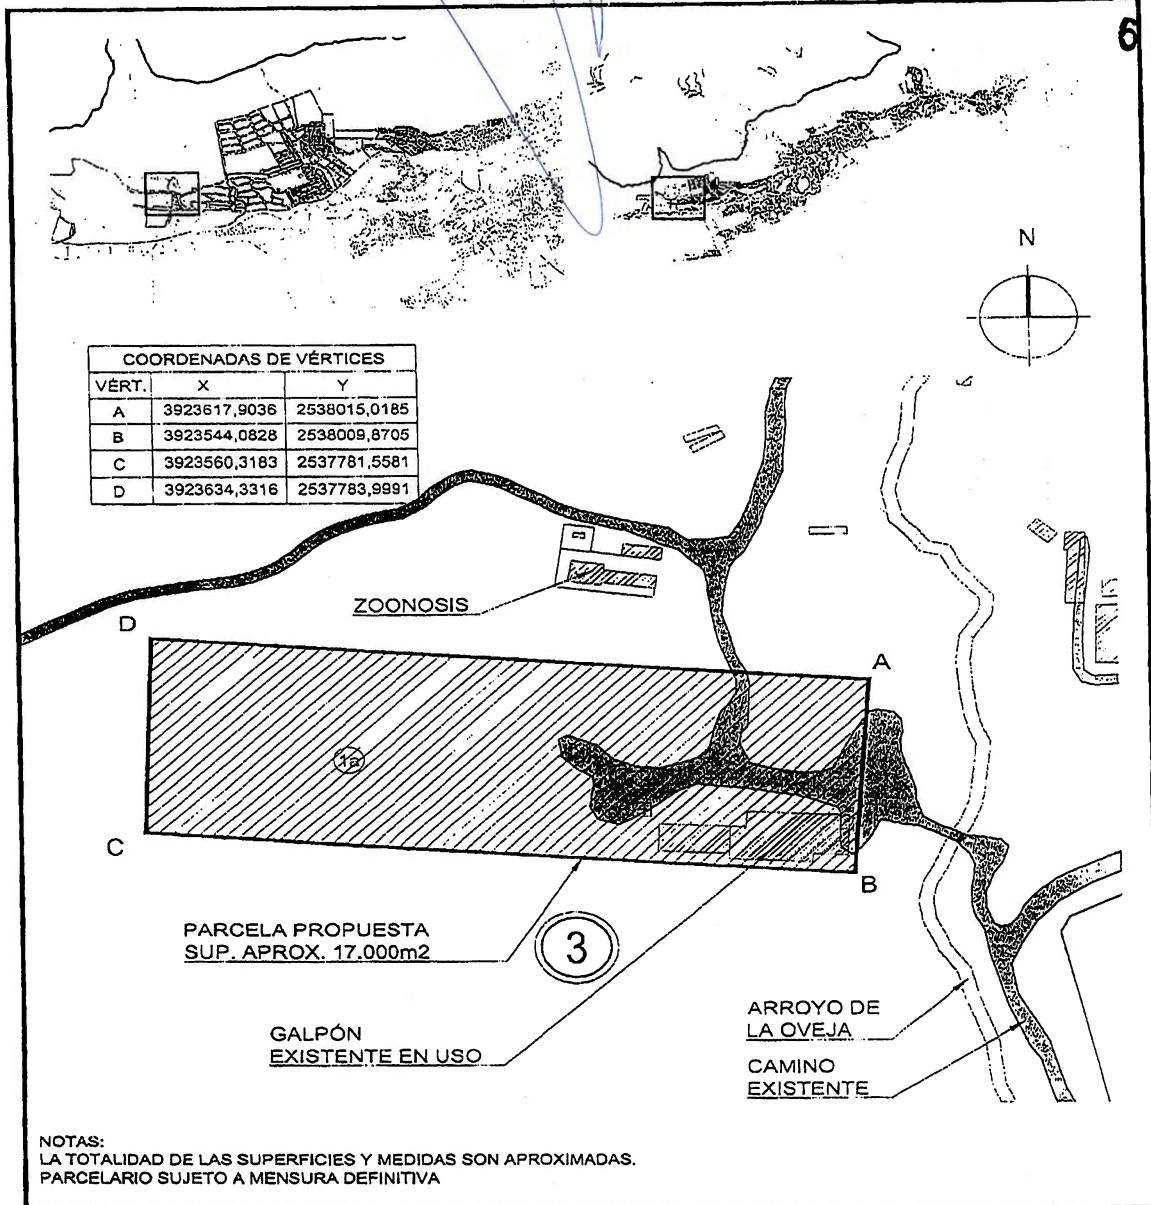 6
N
COORDENADAS DE VÉRTICES
VÉRT. X Y
A 3923617,9036 2538015,0185
B 3923544,0828 2538009,8705
C 3923560,3183 2537781,5581
D 3923634,3316 2537783,9991
ZOONOSIS
D
A
1a
C
B
PARCELA PROPUESTA
SUP. APROX. 17.000m2
3
GALPÓN
EXISTENTE EN USO
ARROYO DE
LA OVEJA
CAMINO
EXISTENTE
NOTAS:
LA TOTALIDAD DE LAS SUPERFICIES Y MEDIDAS SON APROXIMADAS.
PARCELARIO SUJETO A MENSURA DEFINITIVA